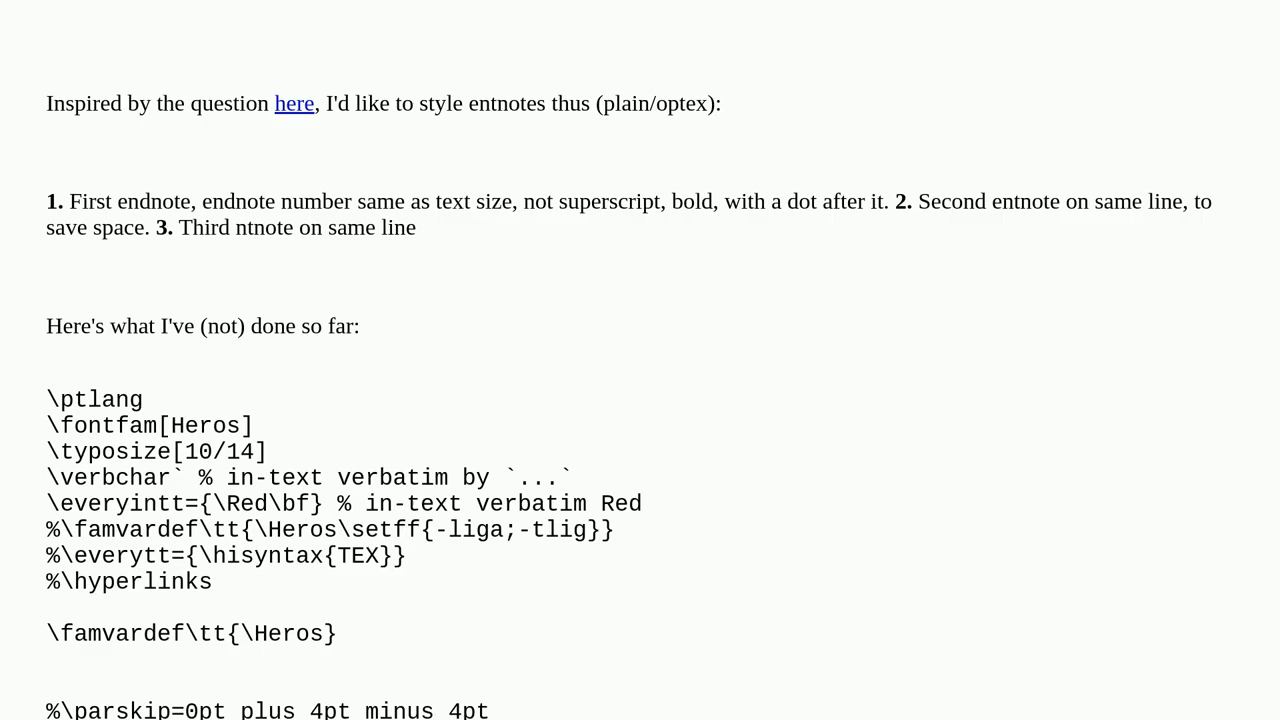 Inspired by the question here, I'd like to style entnotes thus (plain/optex):
1. First endnote, endnote number same as text size, not superscript, bold, with a dot after it. 2. Second entnote on same line, to
save space. 3. Third ntnote on same line
Here's what I've (not) done so far:
\ptlang
\fontfam[Heros]
\typosize[10/14]
\verbchar` % in-text verbatim by `...`
\everyintt={\Red\bf} % in-text verbatim Red
%\famvardef\tt{\Heros\setff{-liga;-tlig}}
%\everytt={\hisyntax{TEX}}
%\hyperlinks
\famvardef\tt{\Heros}
%\parskip=0pt plus 4pt minus 4pt